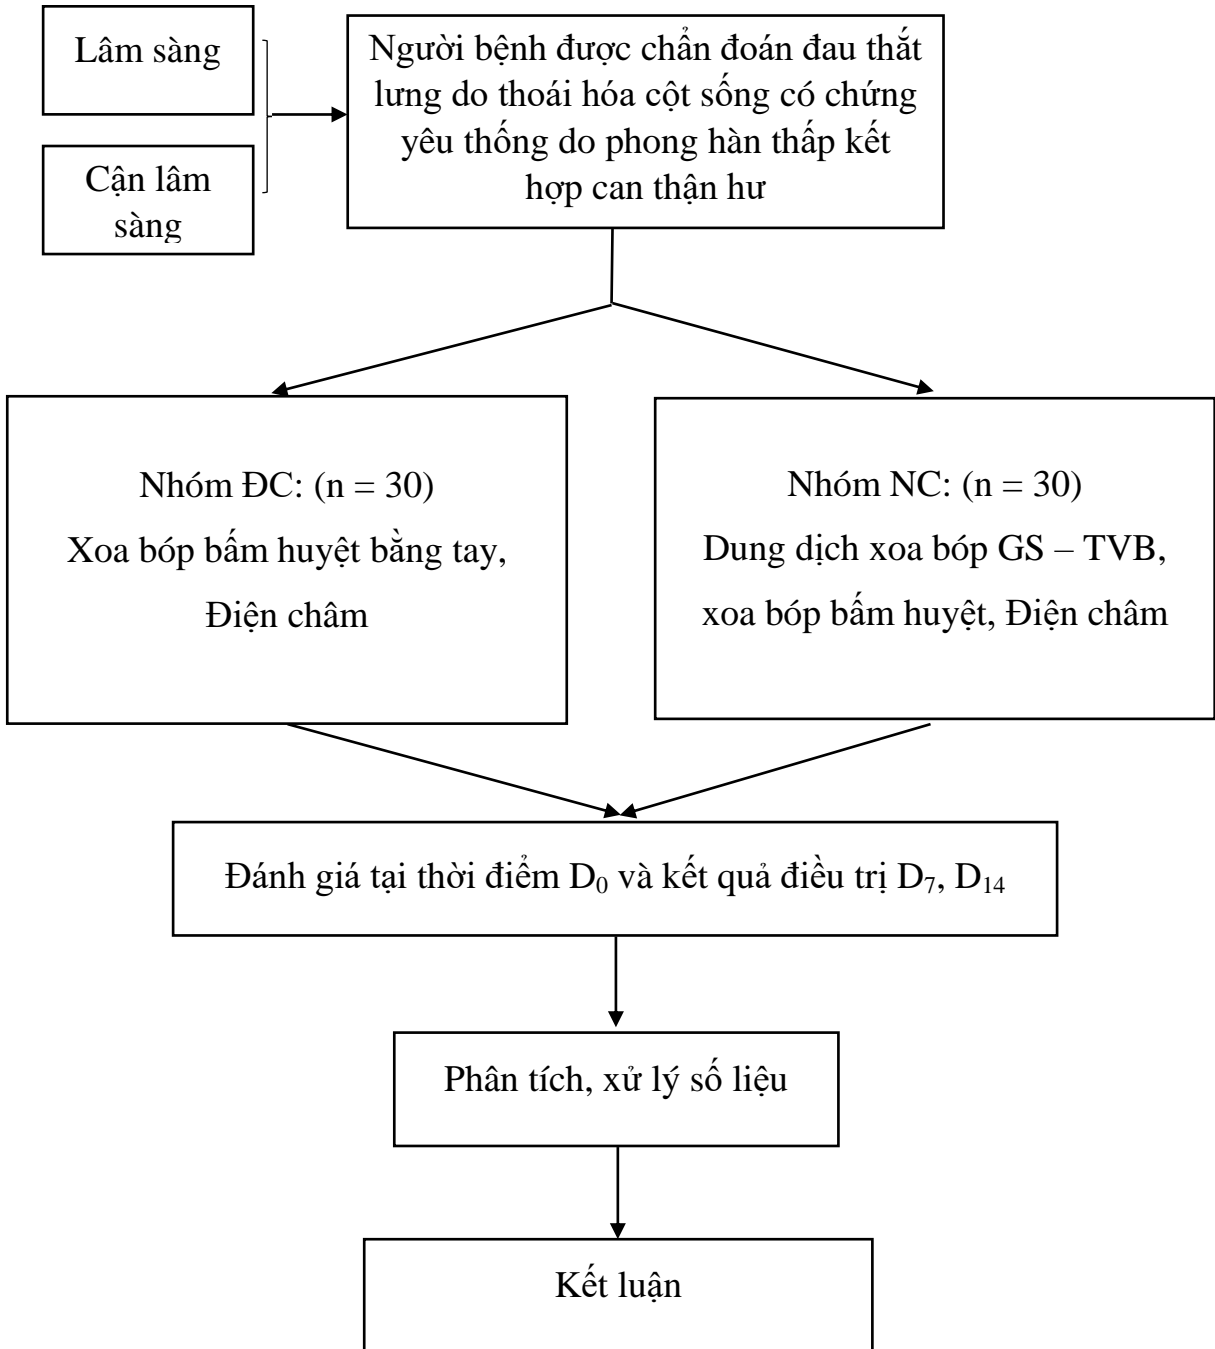 Lâm sàng
Cận lâm
sàng
Người bệnh được chẩn đoán đau thắt
lưng do thoái hóa cột sống có chứng
yêu thống do phong hàn thấp kết
hợp can thận hư
Nhóm ĐC: (n = 30)
Xoa bóp bấm huyệt bằng tay,
Điện châm
Nhóm NC: (n = 30)
Dung dịch xoa bóp GS – TVB,
xoa bóp bấm huyệt, Điện châm
Đánh giá tại thời điểm D₀ và kết quả điều trị D₇, D₁₄
Phân tích, xử lý số liệu
Kết luận